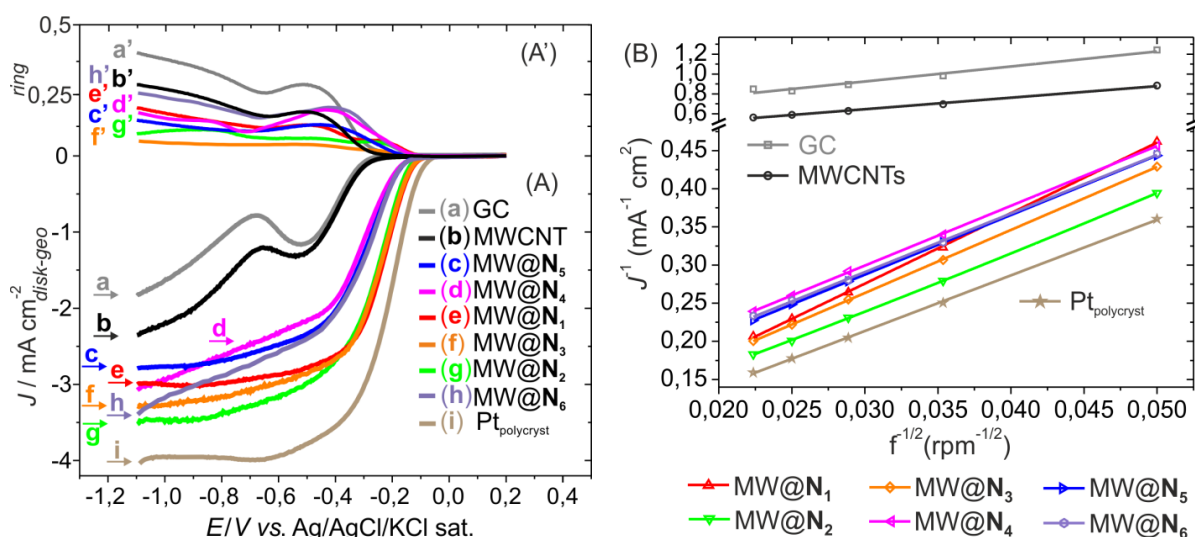 0,5
(A')
ring
a'
h'
b'
0,25
e'
d'
c'
g'
f'
0
(A)
(a) GC
-1
(b) MWCNT
(c) MW@N5
a
(d) MW@N4
-2
b
d
(e) MW@N1
c
e
(f) MW@N3
-3
f
h
(g) MW@N2
g
(h) MW@N6
i
(i) Ptpolycryst
-4
J / mA cm-2 disk-geo
-1,2 -1,0 -0,8 -0,6 -0,4 -0,2 0,0 0,2 0,4
E/V vs. Ag/AgCl/KCl sat.
(B)
1,2
1,0
0,8
0,6
GC
MWCNTs
0,45
0,40
0,35
0,30
0,25
0,20
0,15
J-1 (mA-1 cm2)
Ptpolycryst
0,020 0,025 0,030 0,035 0,040 0,045 0,050
f-1/2 (rpm-1/2)
MW@N1 MW@N3 MW@N5
MW@N2 MW@N4 MW@N6